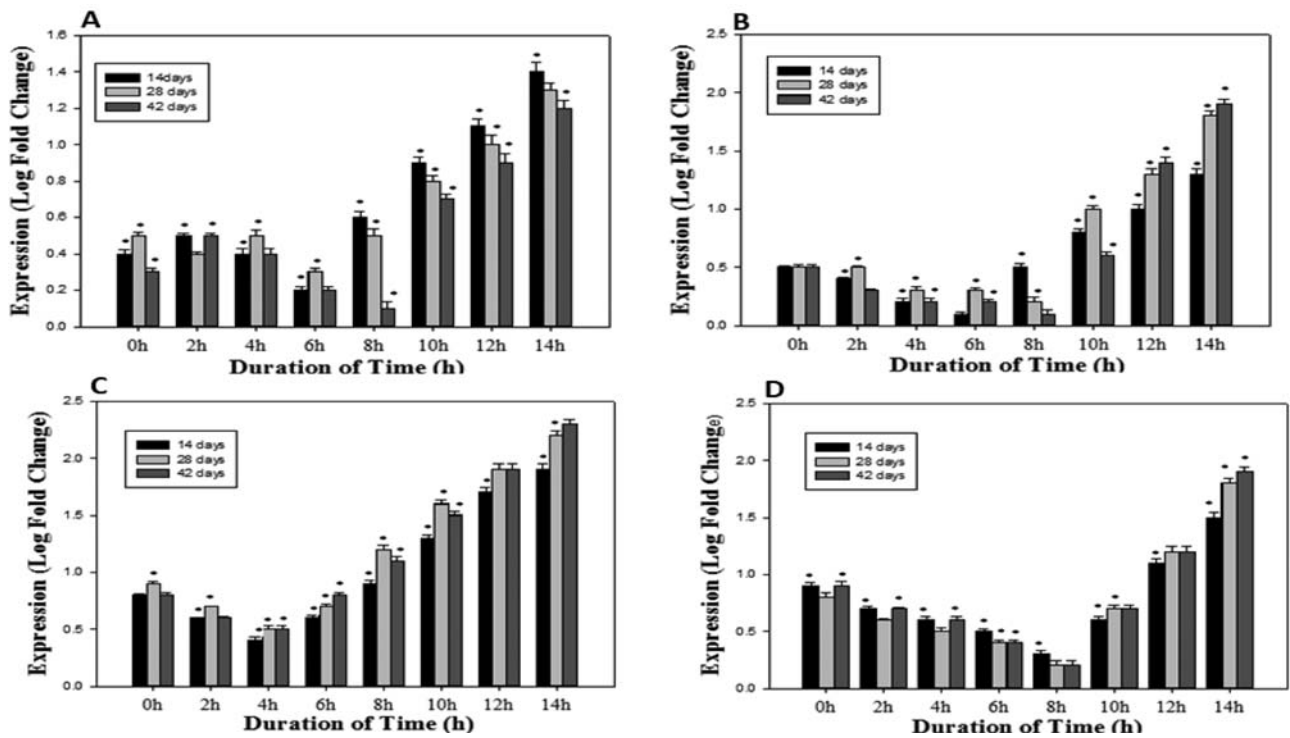 A
Expression (Log Fold Change)
1.6
1.4
1.2
1.0
0.8
0.6
0.4
0.2
0.0
14days
28 days
42 days
0h 2h 4h 6h 8h 10h 12h 14h
Duration of Time (h)
B
Expression (Log Fold Change)
2.5
2.0
1.5
1.0
0.5
0.0
14 days
28 days
42 days
0h 2h 4h 6h 8h 10h 12h 14h
Duration of Time (h)
C
Expression (Log Fold Change)
2.5
2.0
1.5
1.0
0.5
0.0
14 days
28 days
42 days
0h 2h 4h 6h 8h 10h 12h 14h
Duration of Time (h)
D
Expression (Log Fold Change)
2.5
2.0
1.5
1.0
0.5
0.0
14 days
28 days
42 days
0h 2h 4h 6h 8h 10h 12h 14h
Duration of Time (h)